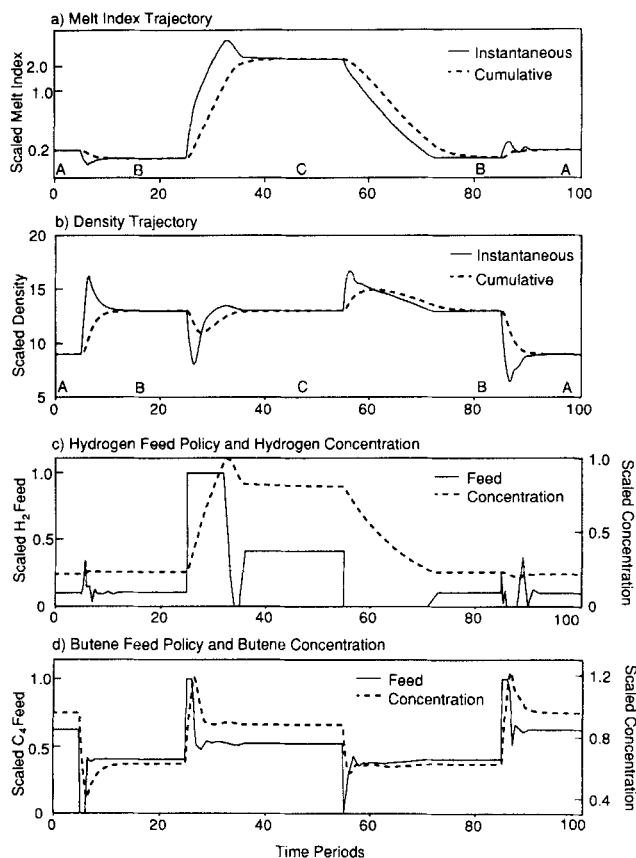 a) Melt Index Trajectory
Scaled Melt Index
2.0
1.0
0.2
Instantaneous
Cumulative
A B C B A
0 20 40 60 80 100
b) Density Trajectory
Scaled Density
20
15
10
5
Instantaneous
Cumulative
A B C B A
0 20 40 60 80 100
c) Hydrogen Feed Policy and Hydrogen Concentration
Scaled H2Feed
1.0
0.5
0
Feed
Concentration
1.0
0.5
0
Scaled Concentration
0 20 40 60 80 100
d) Butene Feed Policy and Butene Concentration
Scaled C4Feed
1.0
0.5
0
Feed
Concentration
1.2
0.8
0.4
Scaled Concentration
0 20 40 60 80 100
Time Periods